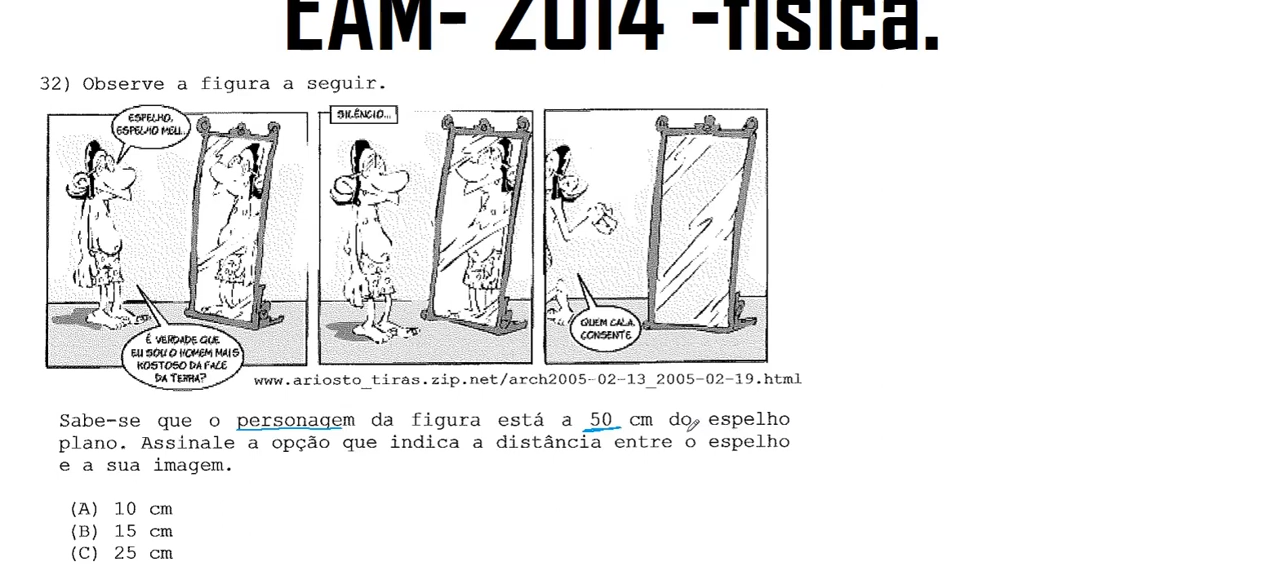 EAM- 2014 -física.
32) Observe a figura a seguir.
ESPELHO,
ESPELHO MEU...
SILÊNCIO...
É VERDADE QUE
EU SOU O HOMEM MAIS
KOSTOSO DA FACE
DA TERRA?
QUEM CALA,
CONSENTE
www.ariosto_tiras.zip.net/arch2005-02-13_2005-02-19.html
Sabe-se que o personagem da figura está a 50 cm do espelho
plano. Assinale a opção que indica a distância entre o espelho
e a sua imagem.
(A) 10 cm
(B) 15 cm
(C) 25 cm